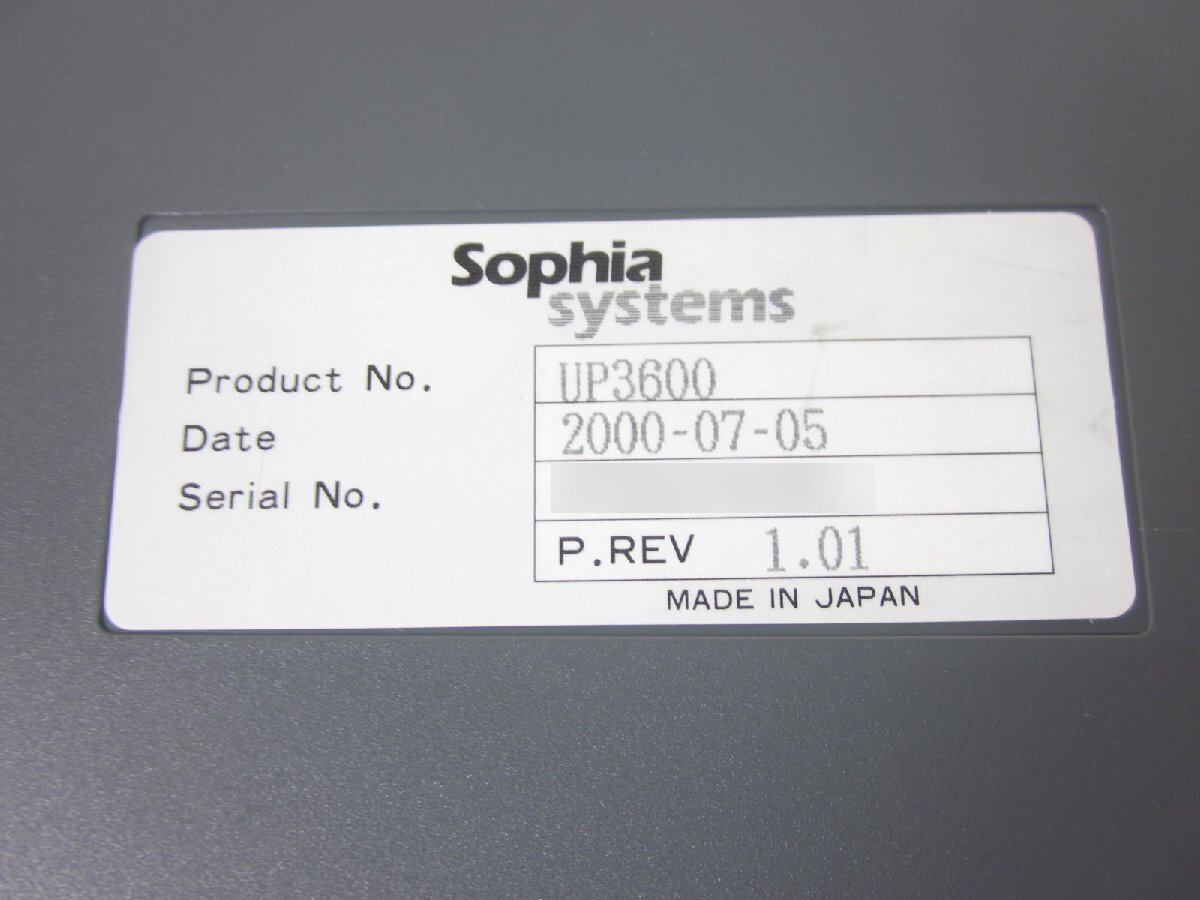 Sophia
systems
Product No. UP3600
Date 2000-07-05
Serial No.
P.REV 1.01
MADE IN JAPAN